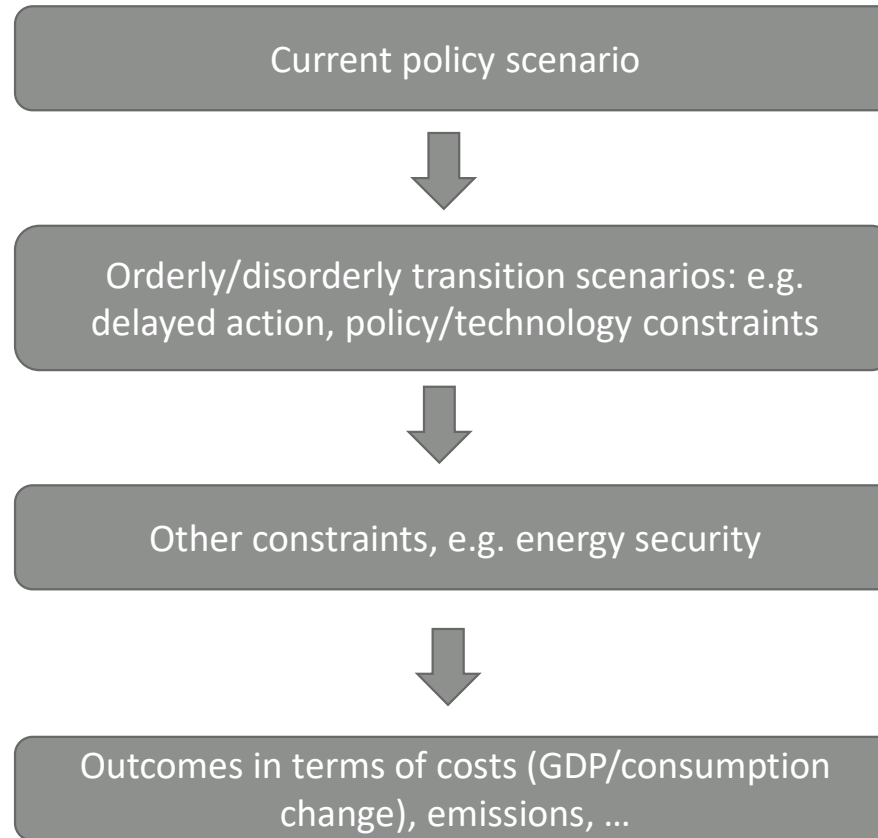 Current policy scenario
Orderly/disorderly transition scenarios: e.g.
delayed action, policy/technology constraints
Other constraints, e.g. energy security
Outcomes in terms of costs (GDP/consumption
change), emissions, …